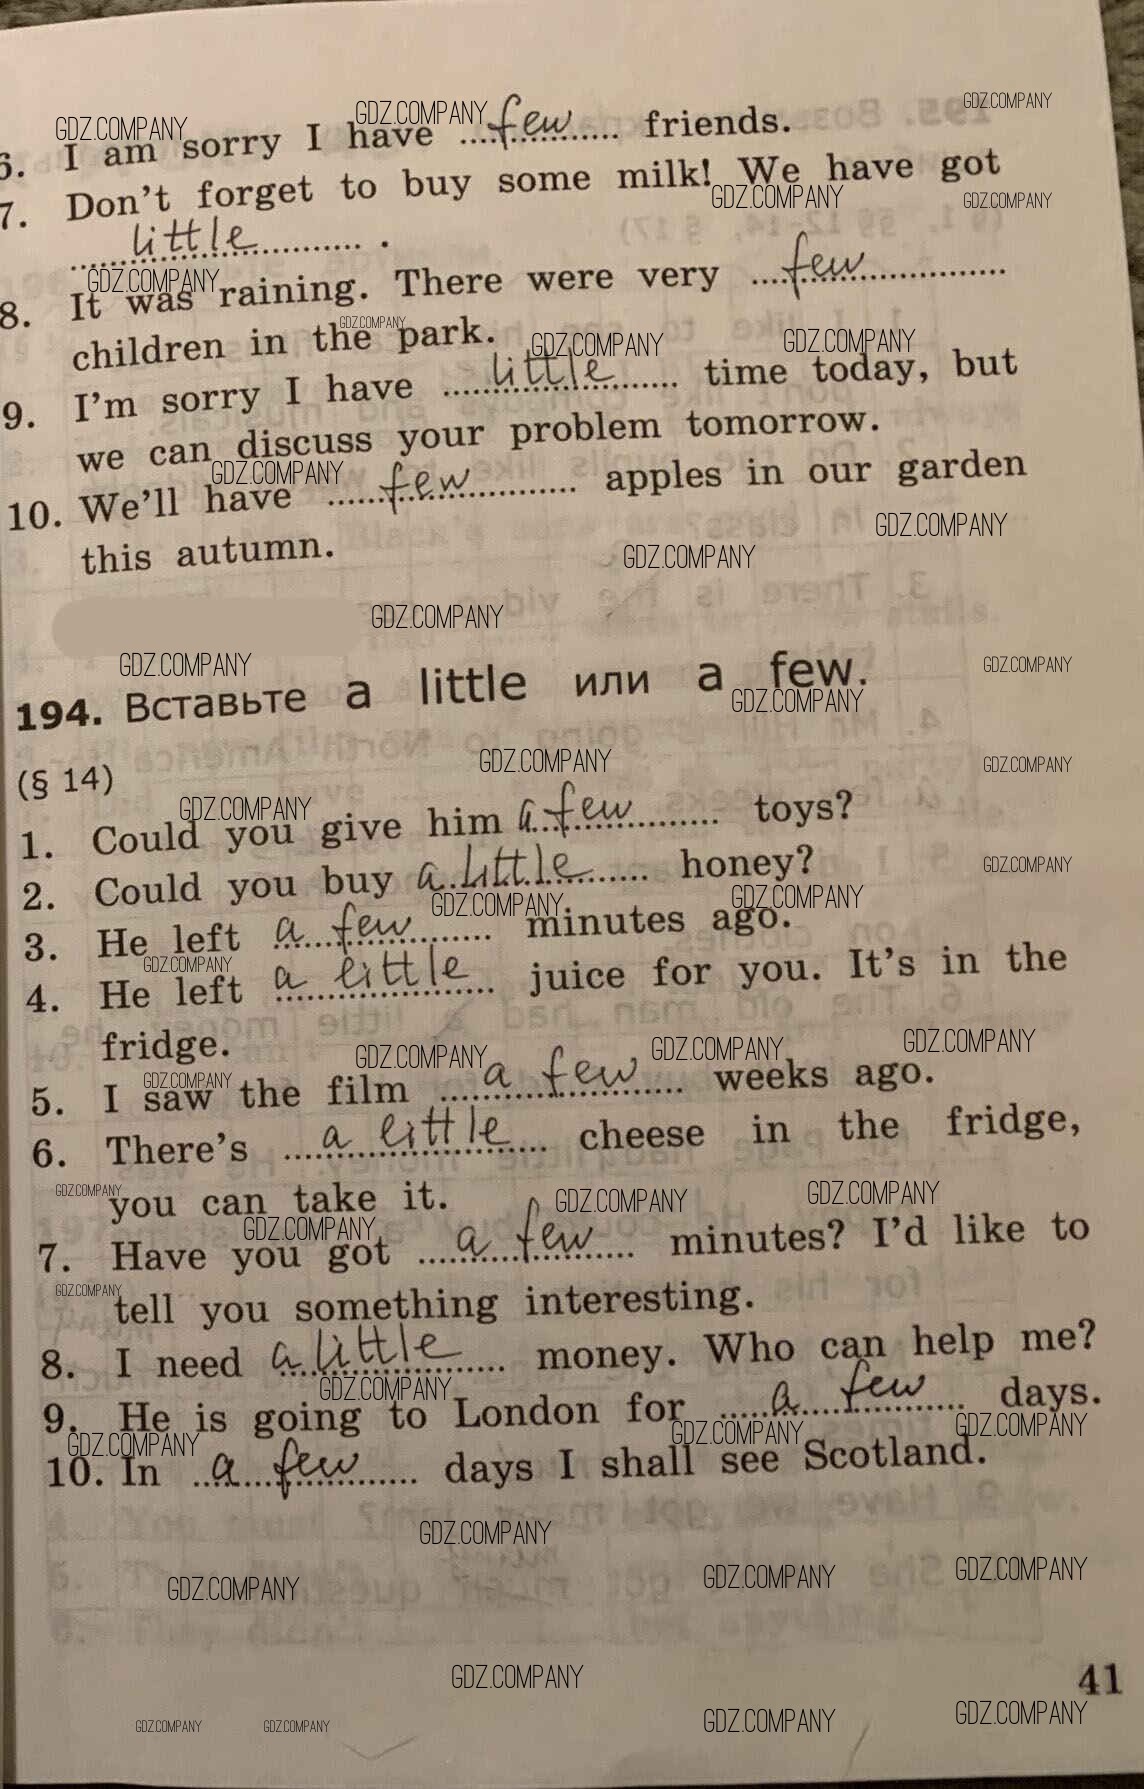 6. I am sorry I have few friends.
7. Don't forget to buy some milk! We have got
little .
8. It was raining. There were very few
children in the park.
9. I'm sorry I have little time today, but
we can discuss your problem tomorrow.
10. We'll have few apples in our garden
this autumn.
194. Вставьте a little или a few.
(§ 14)
1. Could you give him a few toys?
2. Could you buy a little honey?
3. He left a few minutes ago.
4. He left a little juice for you. It's in the
fridge.
5. I saw the film a few weeks ago.
6. There's a little cheese in the fridge,
you can take it.
7. Have you got a few minutes? I'd like to
tell you something interesting.
8. I need a little money. Who can help me?
9. He is going to London for a few days.
10. In a few days I shall see Scotland.
41
GDZ.COMPANY